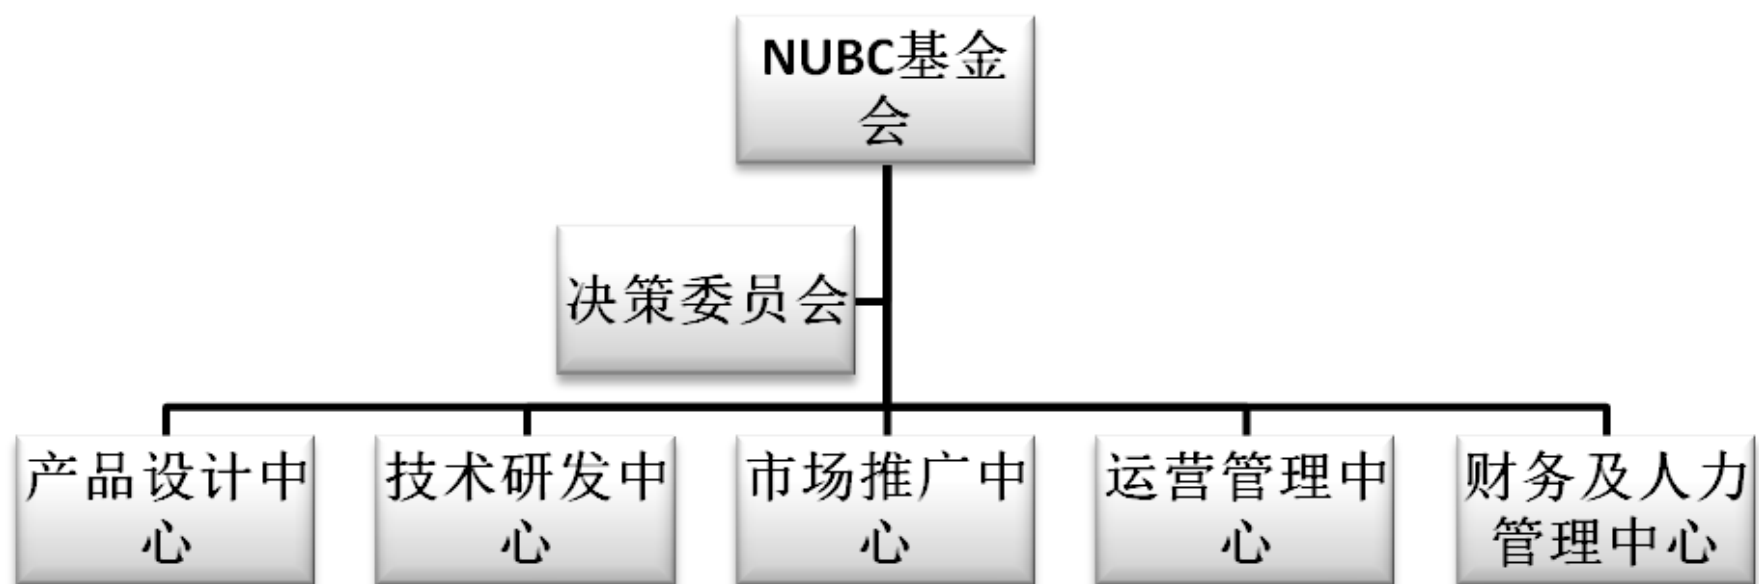 NUBC基金
会
决策委员会
产品设计中
心
技术研发中
心
市场推广中
心
运营管理中
心
财务及人力
管理中心